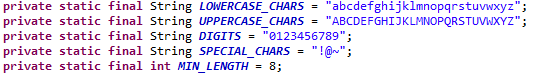 private static final String LOWERCASE_CHARS = "abcdefghijklmnopqrstuvwxyz";
private static final String UPPERCASE_CHARS = "ABCDEFGHIJKLMNOPQRSTUVWXYZ";
private static final String DIGITS = "0123456789";
private static final String SPECIAL_CHARS = "!@~";
private static final int MIN_LENGTH = 8;